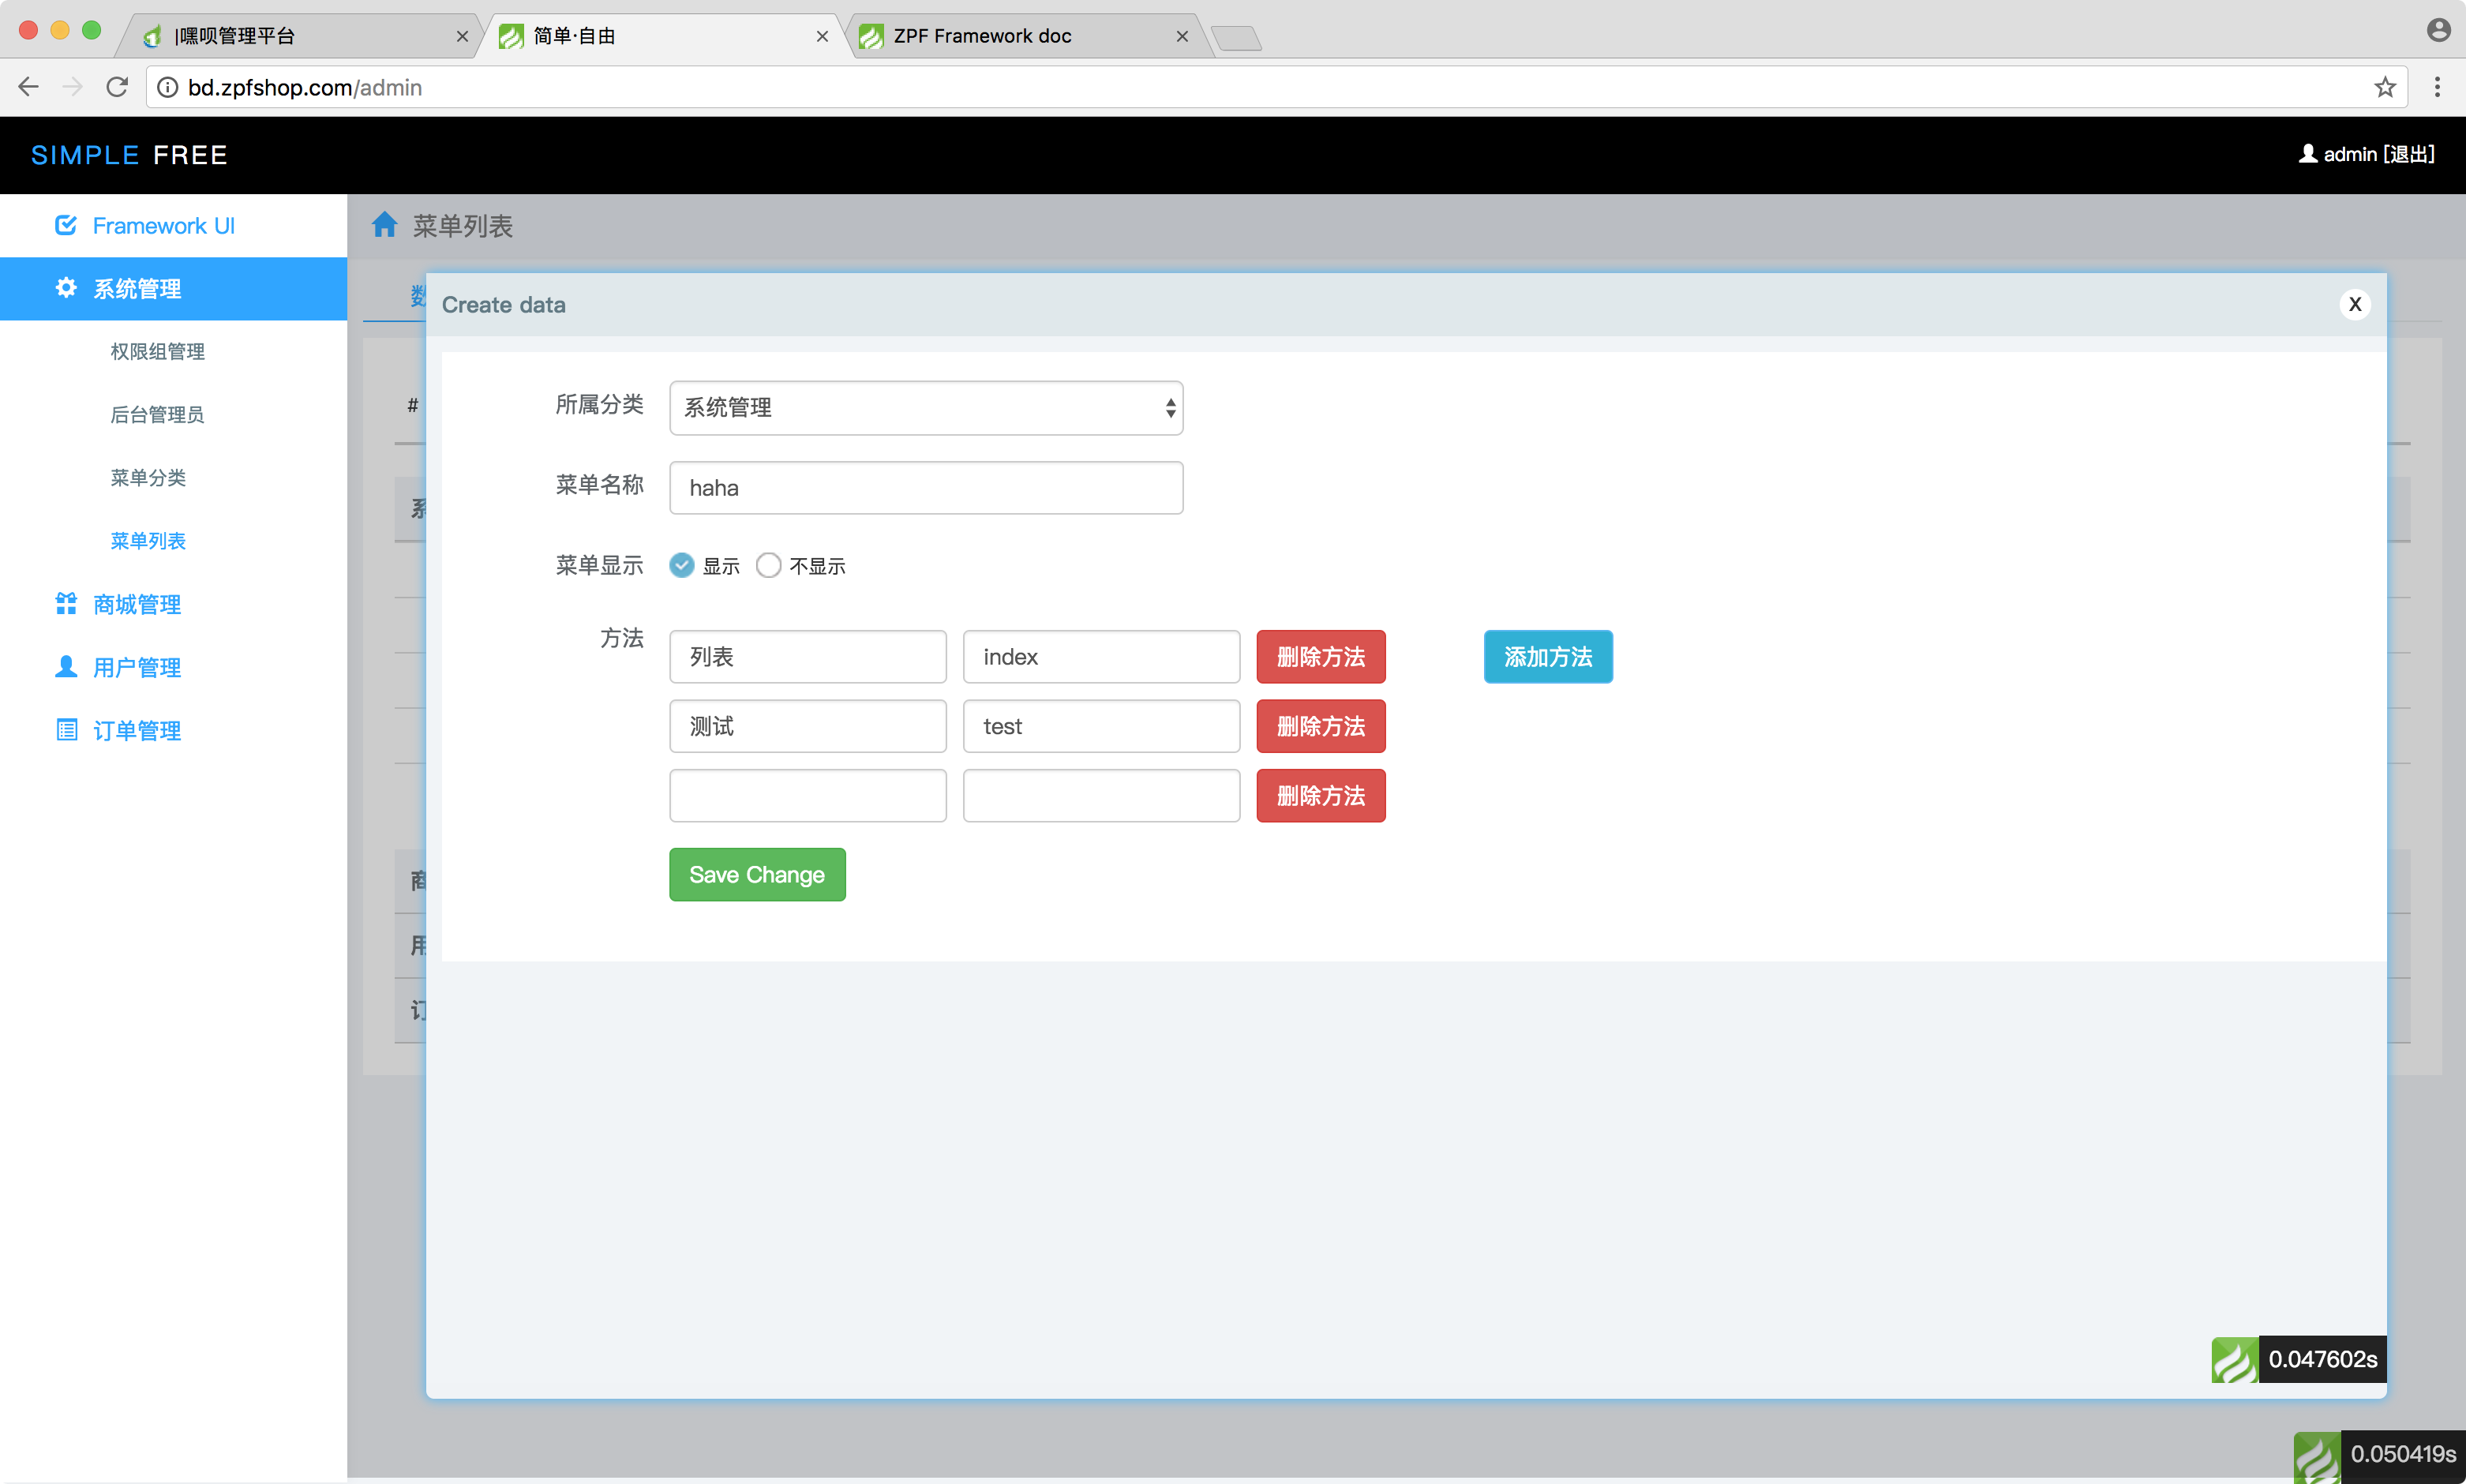 |嘿呗管理平台
简单·自由
ZPF Framework doc
bd.zpfshop.com/admin
SIMPLE FREE
admin [退出]
Framework UI
系统管理
权限组管理
后台管理员
菜单分类
菜单列表
商城管理
用户管理
订单管理
菜单列表
数
#
系
商
用
订
Create data
X
所属分类
系统管理
菜单名称
haha
菜单显示
显示
不显示
方法
列表
index
删除方法
添加方法
测试
test
删除方法
删除方法
Save Change
0.047602s
0.050419s